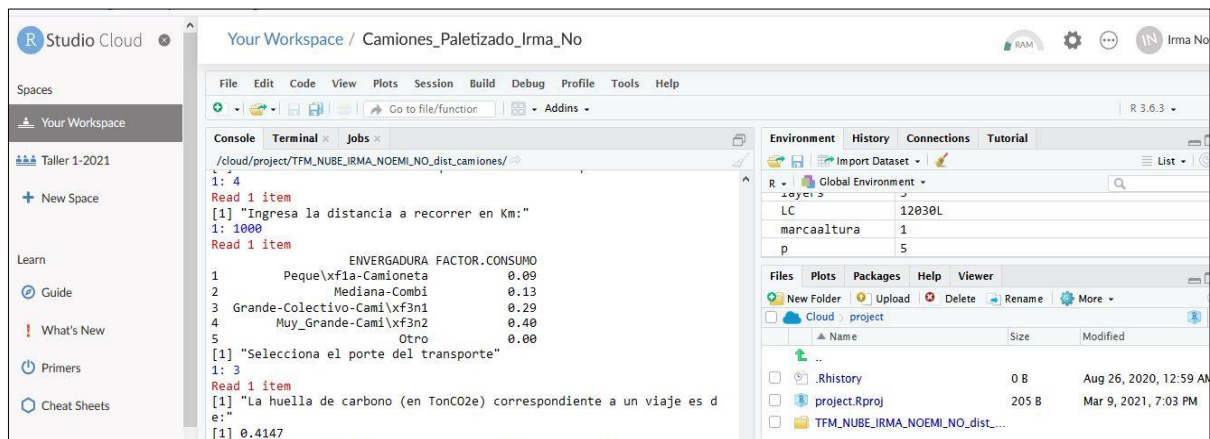 R Studio Cloud
Your Workspace / Camiones_Paletizado_Irma_No
RAM
IN
Irma No
Spaces
Your Workspace
Taller 1-2021
New Space
Learn
Guide
What's New
Primers
Cheat Sheets
File Edit Code View Plots Session Build Debug Profile Tools Help
Go to file/function
Addins
R 3.6.3
Console Terminal Jobs
/cloud/project/TFM_NUBE_IRMA_NOEMI_NO_dist_camiones/
1: 4
Read 1 item
[1] "Ingresa la distancia a recorrer en Km:"
1: 1000
Read 1 item
ENVERGADURA FACTOR.CONSUMO
1 Peque\xf1a-Camioneta 0.09
2 Mediana-Combi 0.13
3 Grande-Colectivo-Cami\xf3n1 0.29
4 Muy_Grande-Cami\xf3n2 0.40
5 Otro 0.00
[1] "Selecciona el porte del transporte"
1: 3
Read 1 item
[1] "La huella de carbono (en TonCO2e) correspondiente a un viaje es d
e:"
[1] 0.4147
Environment History Connections Tutorial
Import Dataset
List
R Global Environment
LC 12030L
marcaaltura 1
p 5
Files Plots Packages Help Viewer
New Folder Upload Delete Rename More
Cloud > project
Name Size Modified
..
.Rhistory 0 B Aug 26, 2020, 12:59 AM
project.Rproj 205 B Mar 9, 2021, 7:03 PM
TFM_NUBE_IRMA_NOEMI_NO_dist_...